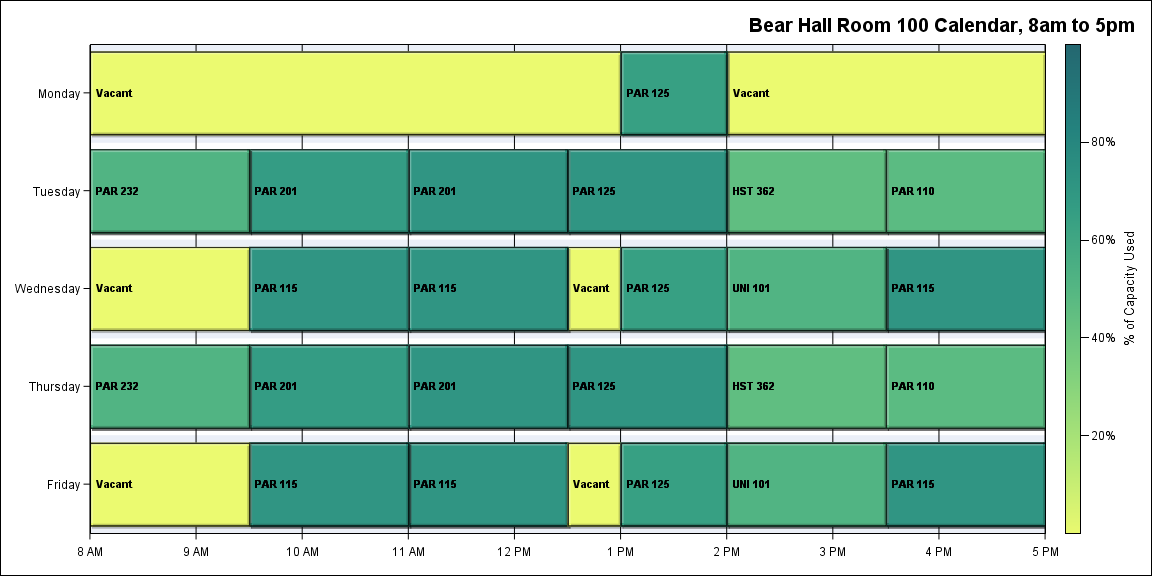 Bear Hall Room 100 Calendar, 8am to 5pm
Monday
Vacant
PAR 125
Vacant
Tuesday
PAR 232
PAR 201
PAR 201
PAR 125
HST 362
PAR 110
Wednesday
Vacant
PAR 115
PAR 115
Vacant
PAR 125
UNI 101
PAR 115
Thursday
PAR 232
PAR 201
PAR 201
PAR 125
HST 362
PAR 110
Friday
Vacant
PAR 115
PAR 115
Vacant
PAR 125
UNI 101
PAR 115
8 AM
9 AM
10 AM
11 AM
12 PM
1 PM
2 PM
3 PM
4 PM
5 PM
80%
60%
40%
20%
% of Capacity Used